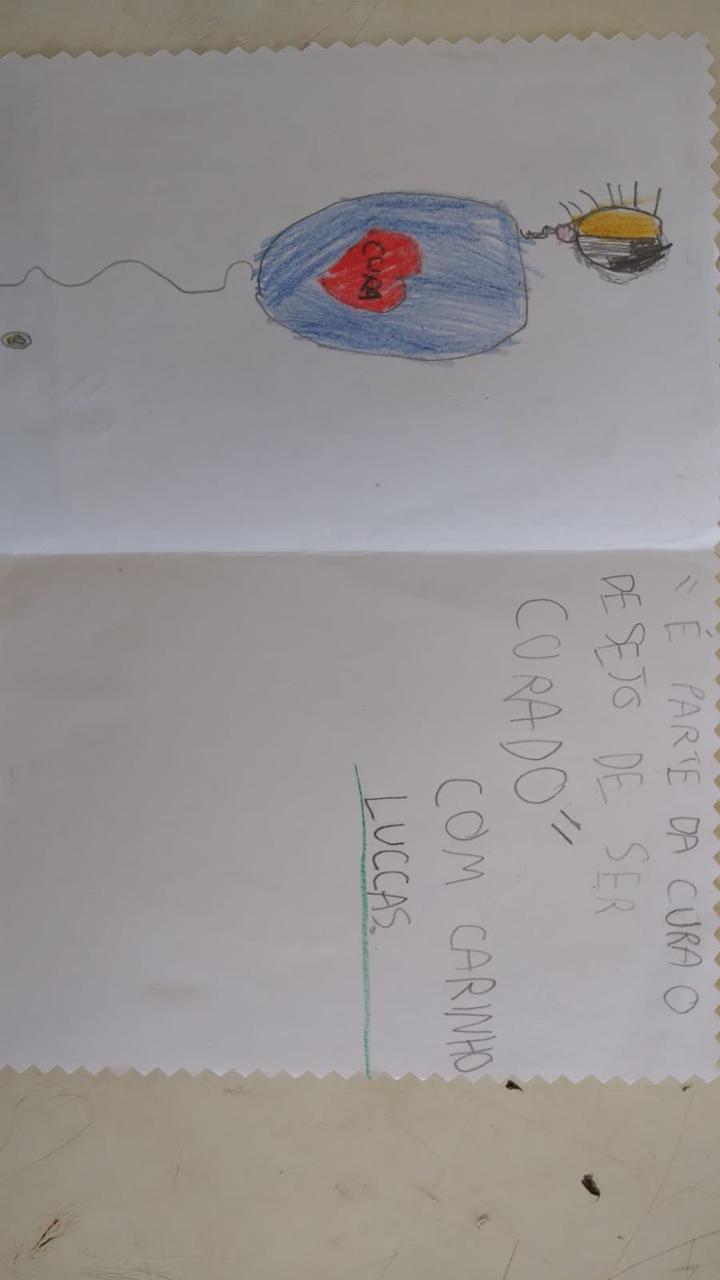 CURA
" É PARTE DA CURA O
DESEJO DE SER
CURADO"
COM CARINHO
LUCCAS.